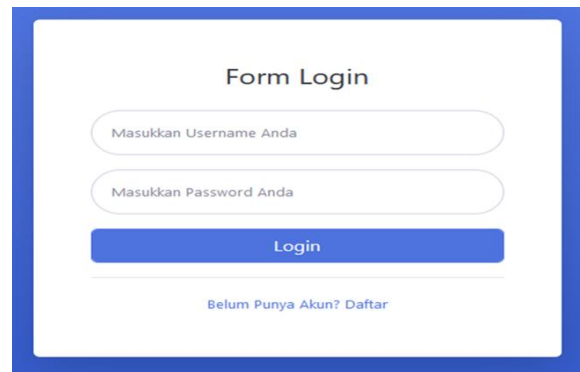 Form Login
Masukkan Username Anda
Masukkan Password Anda
Login
Belum Punya Akun? Daftar